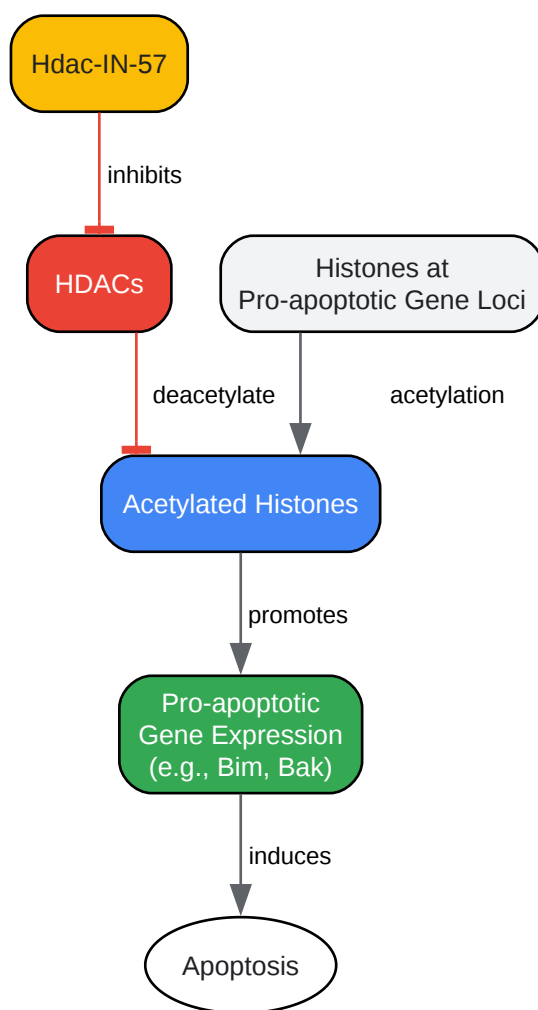 Hdac-IN-57
inhibits
HDACs
Histones at
Pro-apoptotic Gene Loci
deacetylate
acetylation
Acetylated Histones
promotes
Pro-apoptotic
Gene Expression
(e.g., Bim, Bak)
induces
Apoptosis